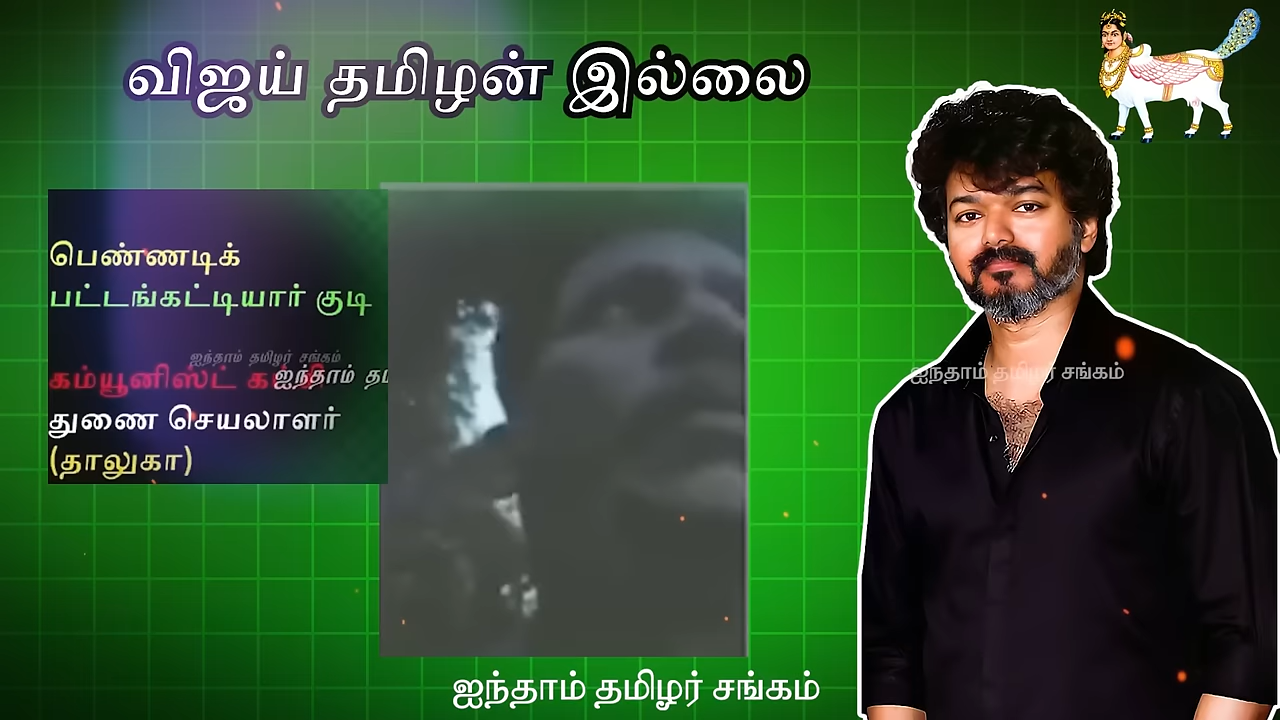 விஜய் தமிழன் இல்லை
பெண்ணடிக்
பட்டங்கட்டியார் குடி
ஐந்தாம் தமிழர் சங்கம்
கம்யூனிஸ்ட்
ஐந்தாம்
துணை செயலாளர்
(தாலுகா)
ஐந்தாம் தமிழர் சங்கம்
ஐந்தாம் தமிழர் சங்கம்